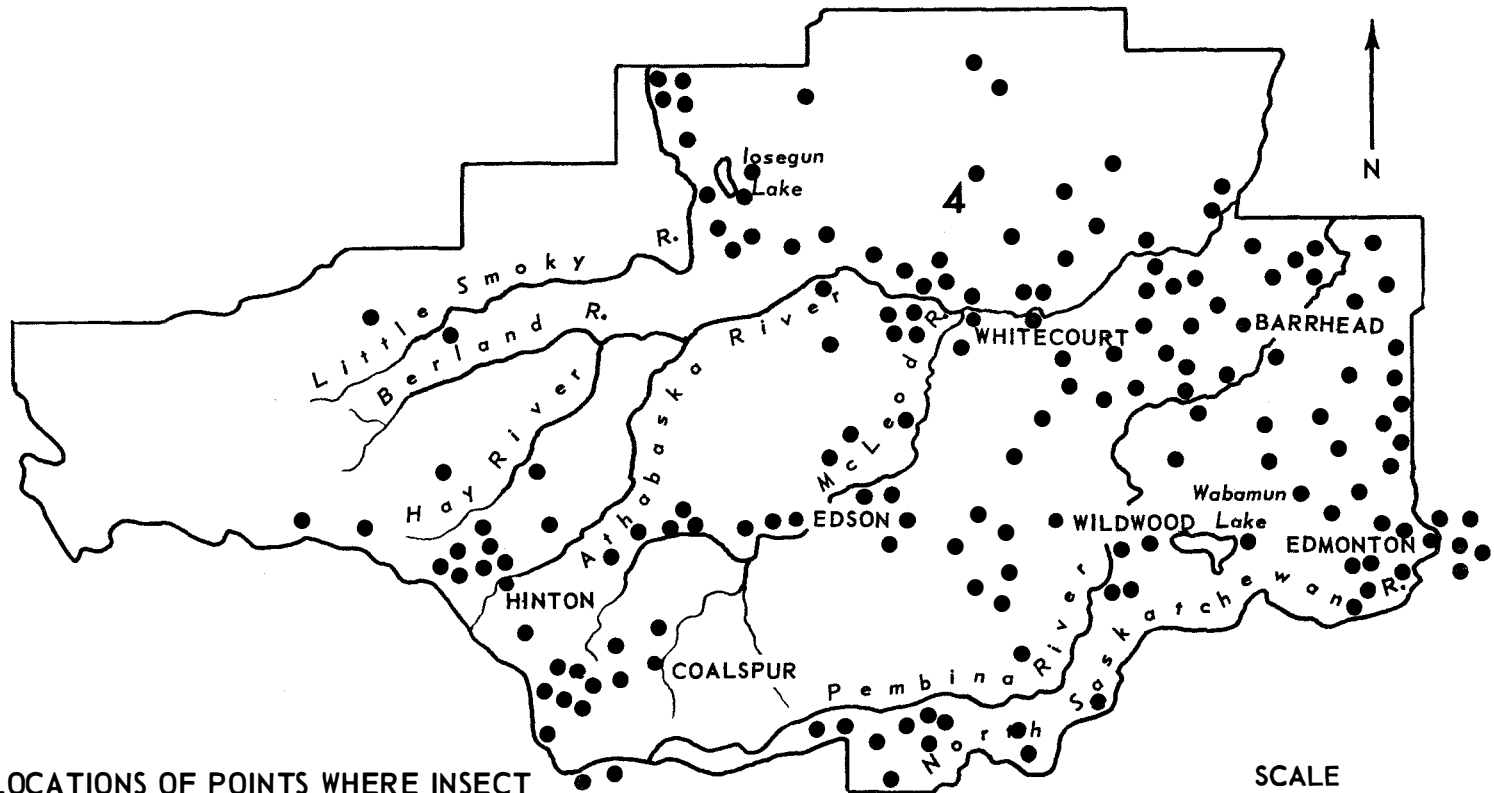 N
Iosegun
Lake
4
Little Smoky R.
Berland R.
Hay River
Athabaska River
McLeod R.
WHITECOURT
BARRHEAD
EDSON
WILDWOOD
Wabamun
Lake
EDMONTON
HINTON
COALSPUR
Pembina River
North Saskatchewan R.
LOCATIONS OF POINTS WHERE INSECT
SCALE